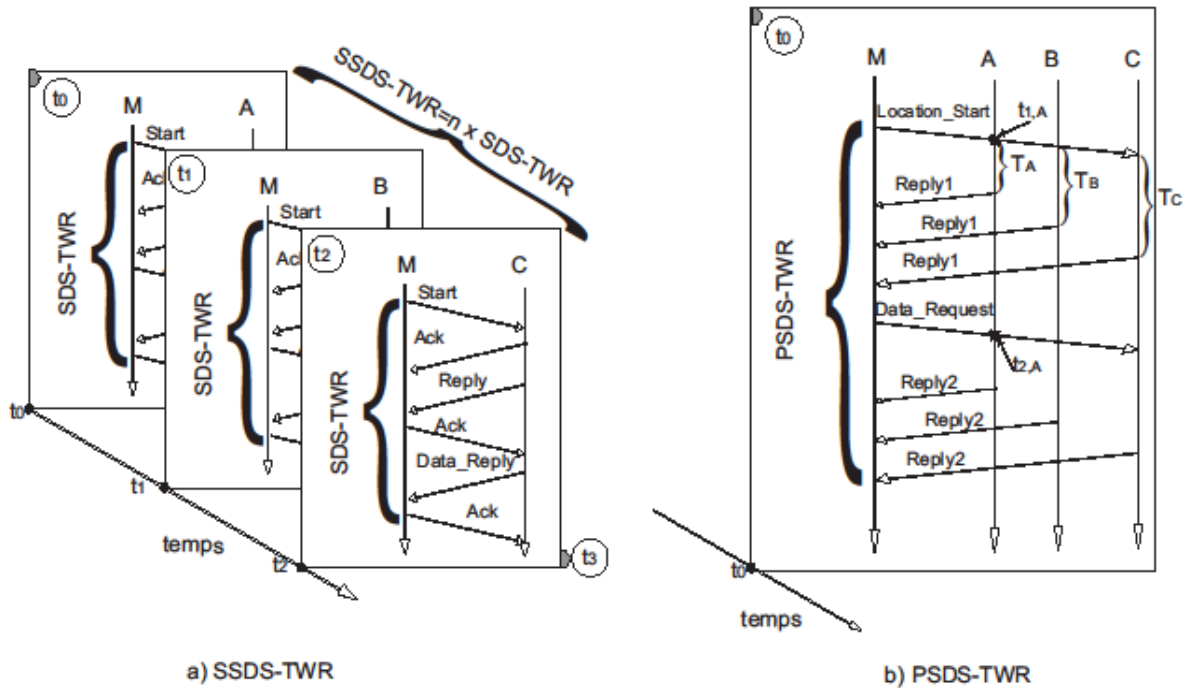 t0
M
A
Start
SDS-TWR
t0
SSDS-TWR=n x SDS-TWR
t1
M
B
Start
SDS-TWR
t1
t2
M
C
Start
Ack
Reply
Ack
Data_Reply
Ack
SDS-TWR
t2
t3
temps
a) SSDS-TWR
t0
M
A
B
C
Location_Start
t1,A
TA
TB
TC
Reply1
Reply1
Reply1
PSDS-TWR
Data_Request
t2,A
Reply2
Reply2
Reply2
t0
temps
b) PSDS-TWR